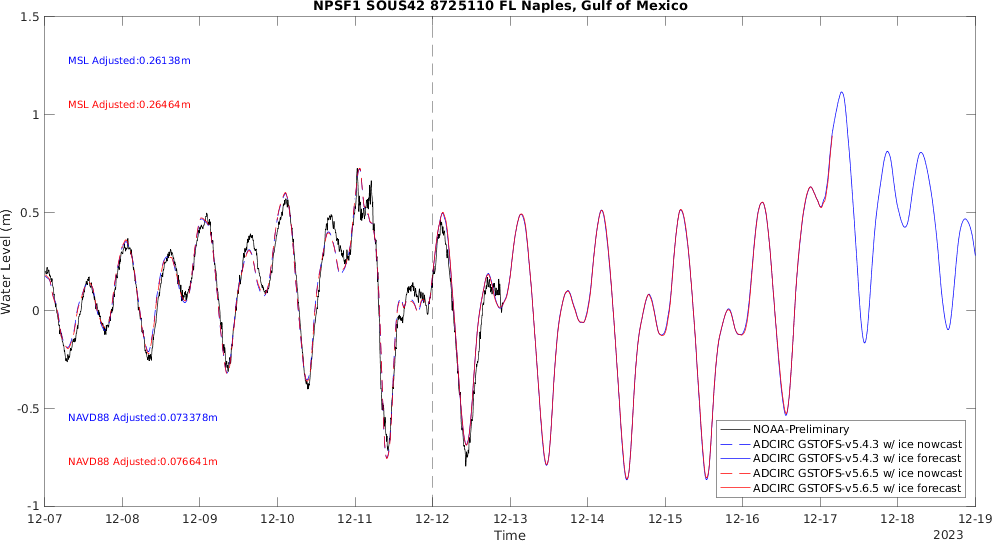 NPSF1 SOUS42 8725110 FL Naples, Gulf of Mexico
1.5
MSL Adjusted:0.26138m
MSL Adjusted:0.26464m
1
0.5
Water Level (m)
0
-0.5
NAVD88 Adjusted:0.073378m
NAVD88 Adjusted:0.076641m
NOAA-Preliminary
ADCIRC GSTOFS-v5.4.3 w/ ice nowcast
ADCIRC GSTOFS-v5.4.3 w/ ice forecast
ADCIRC GSTOFS-v5.6.5 w/ ice nowcast
ADCIRC GSTOFS-v5.6.5 w/ ice forecast
-1
12-07 12-08 12-09 12-10 12-11 12-12 12-13 12-14 12-15 12-16 12-17 12-18 12-19
Time
2023